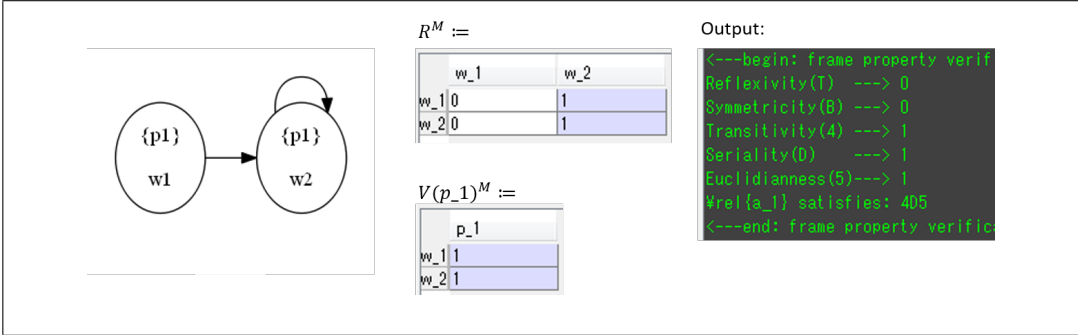 {p1}
w1
{p1}
w2
Rᴹ ≔
w_1 w_2
w_1 0 1
w_2 0 1
V(p_1)ᴹ ≔
p_1
w_1 1
w_2 1
Output:
<---begin: frame property verif
Reflexivity(T) ---> 0
Symmetricity(B) ---> 0
Transitivity(4) ---> 1
Seriality(D) ---> 1
Euclidianness(5)---> 1
¥rel{a_1} satisfies: 4D5
<---end: frame property verific